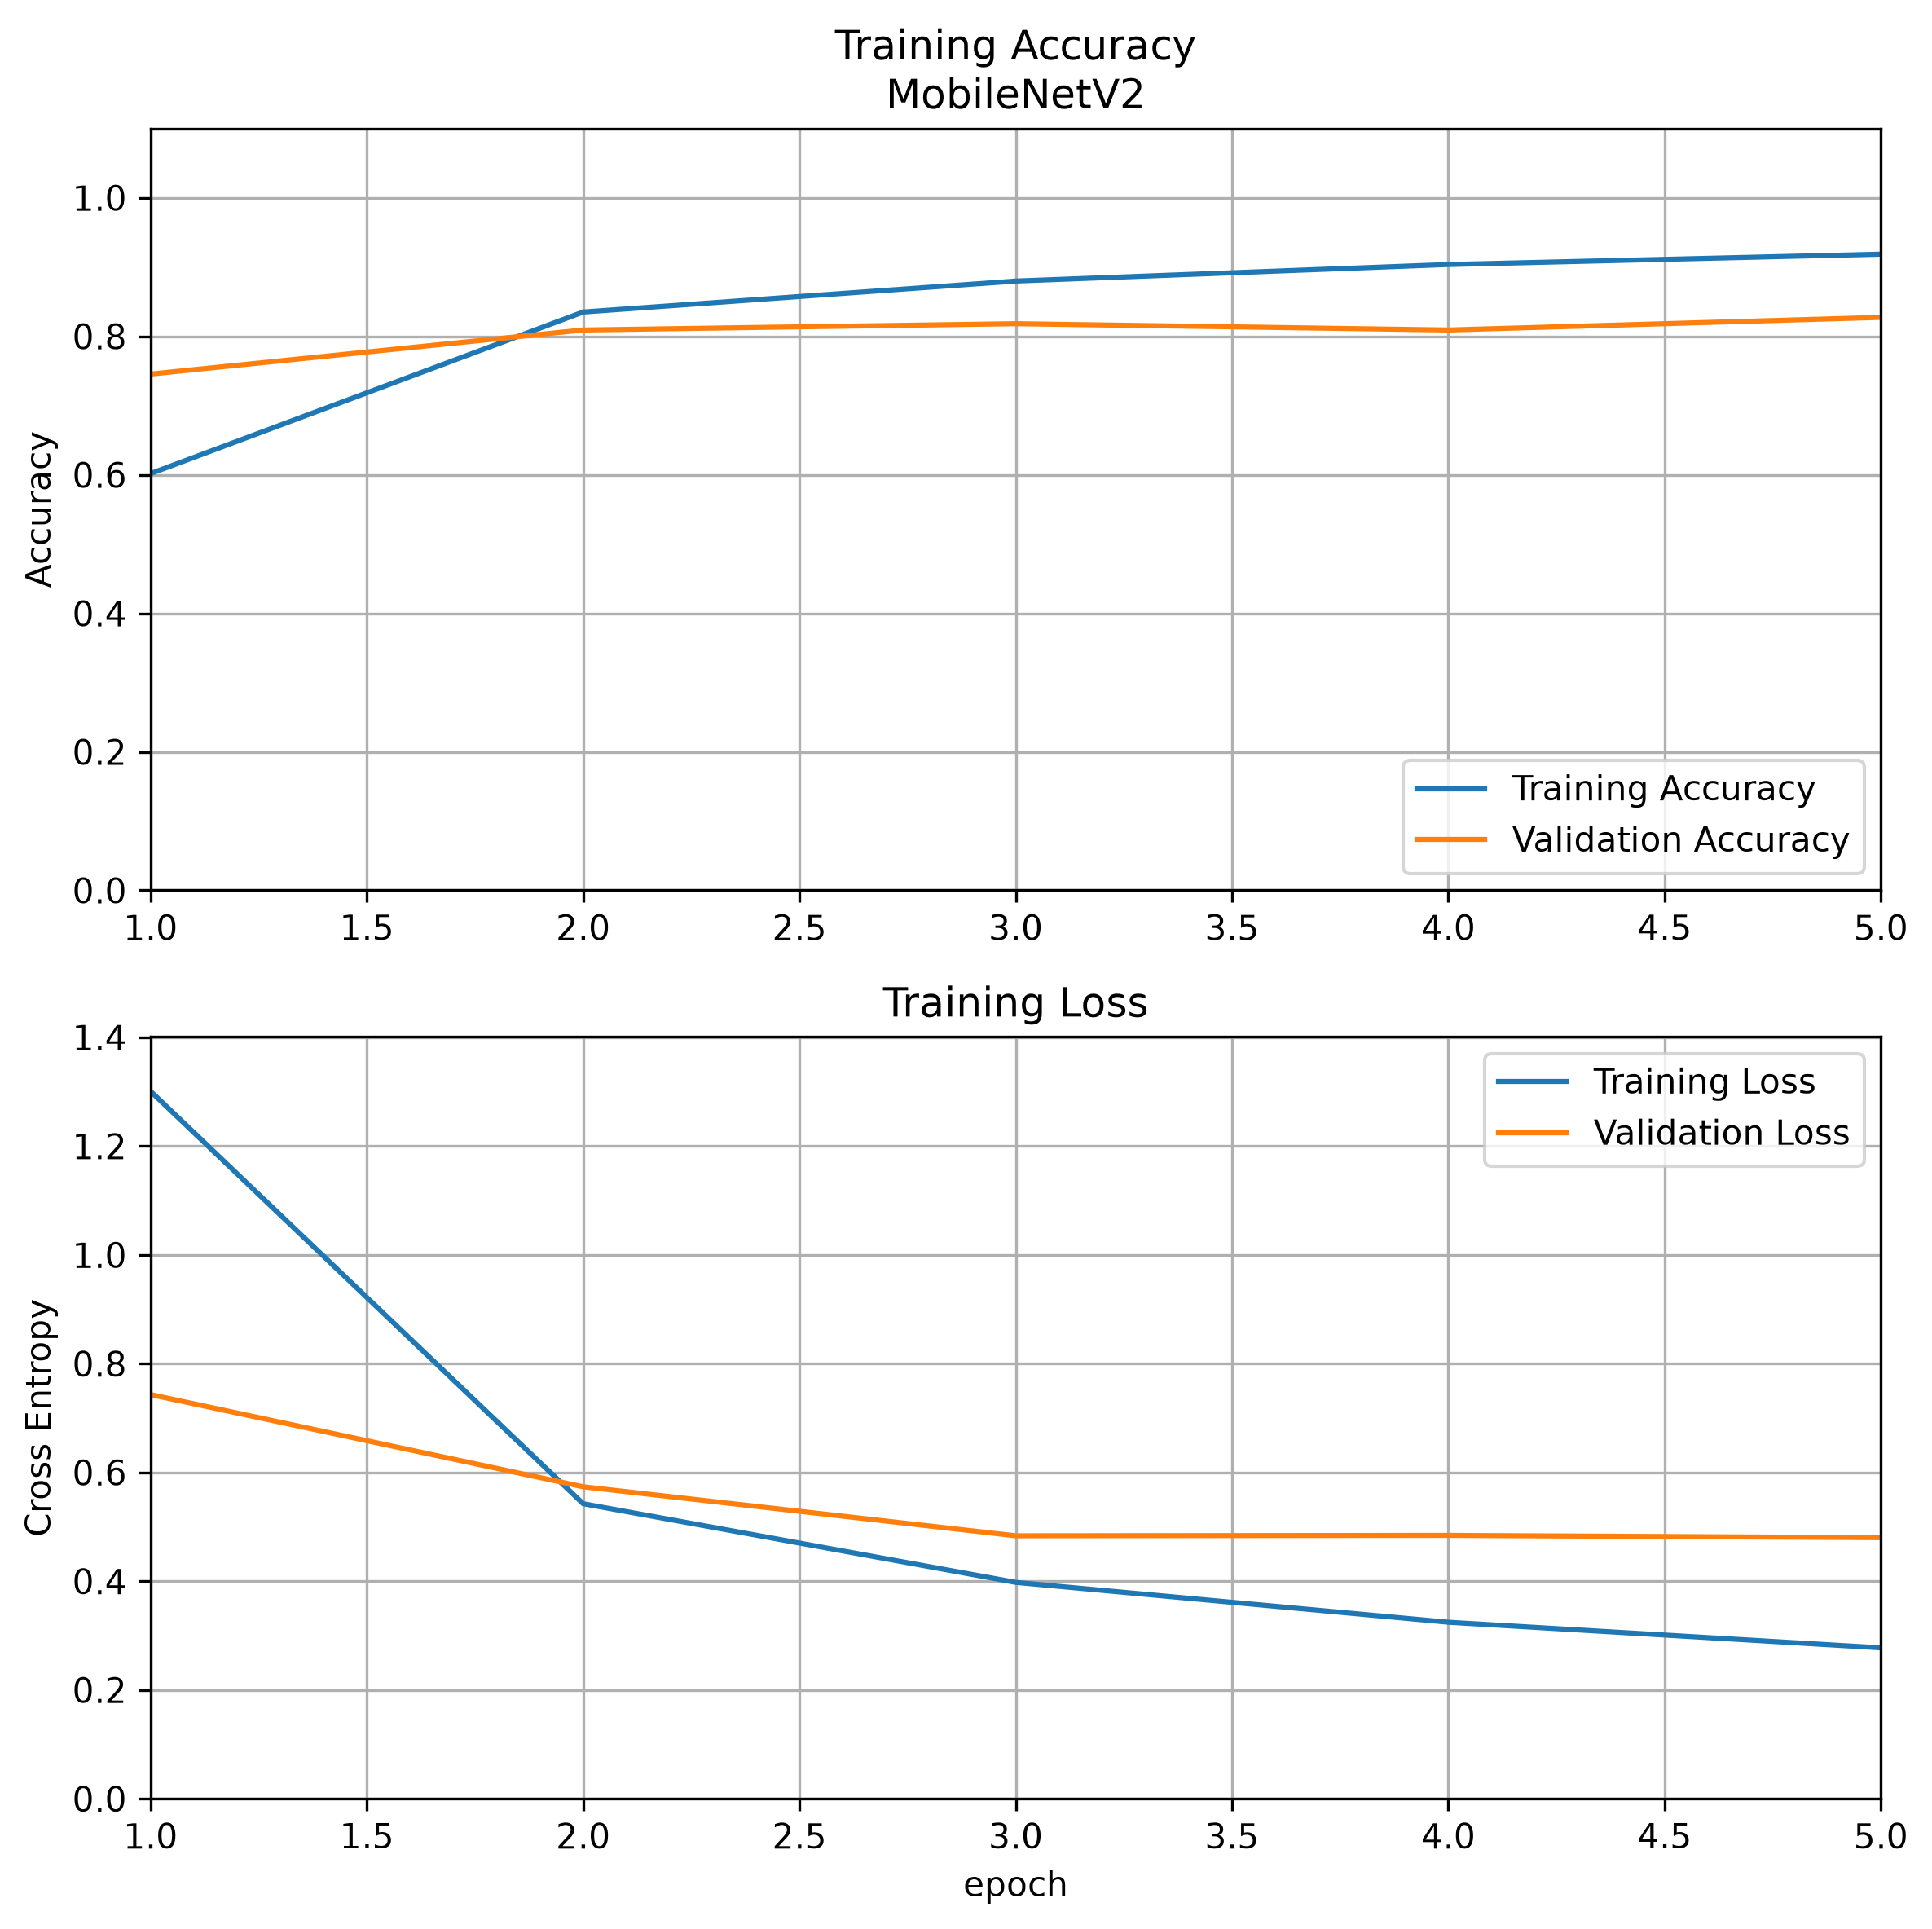 Training Accuracy
MobileNetV2
1.0
0.8
0.6
0.4
0.2
0.0
Accuracy
Training Accuracy
Validation Accuracy
1.0 1.5 2.0 2.5 3.0 3.5 4.0 4.5 5.0
Training Loss
1.4
1.2
1.0
0.8
0.6
0.4
0.2
0.0
Cross Entropy
Training Loss
Validation Loss
1.0 1.5 2.0 2.5 3.0 3.5 4.0 4.5 5.0
epoch